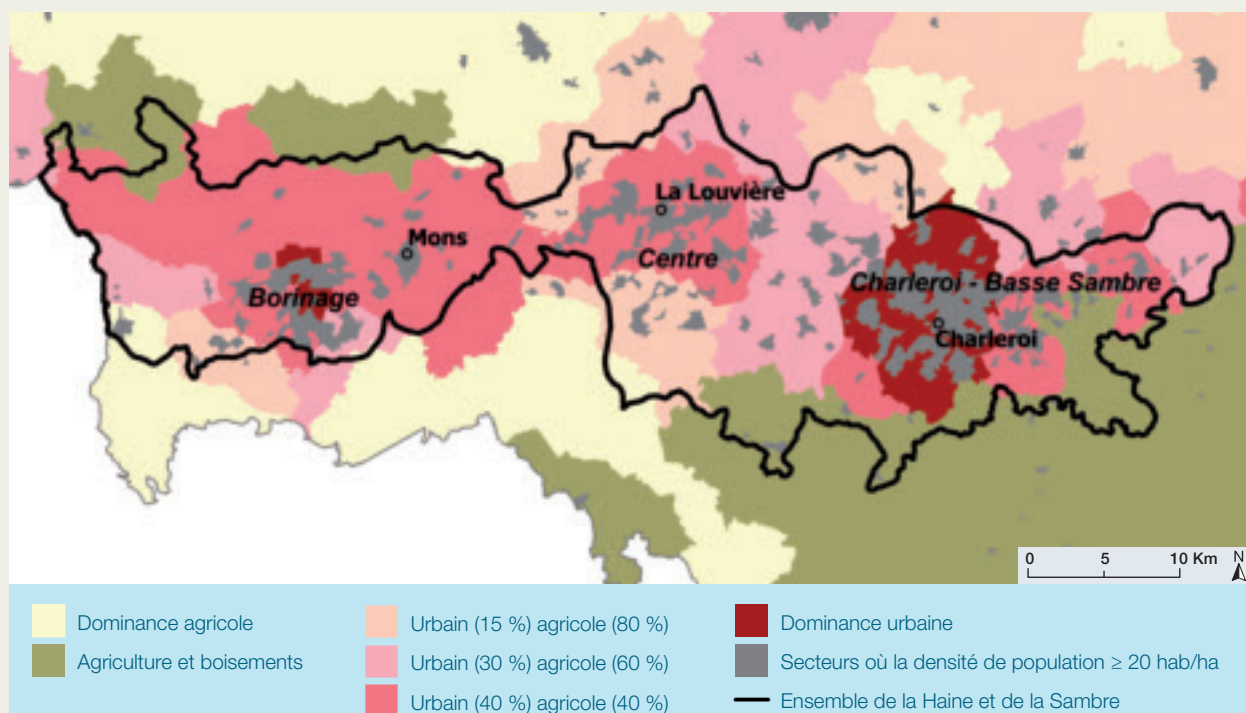 La Louvière
Mons
Centre
Charleroi - Basse Sambre
Borinage
Charleroi
0 5 10 Km N
Dominance agricole
Agriculture et boisements
Urbain (15 %) agricole (80 %)
Urbain (30 %) agricole (60 %)
Urbain (40 %) agricole (40 %)
Dominance urbaine
Secteurs où la densité de population ≥ 20 hab/ha
Ensemble de la Haine et de la Sambre